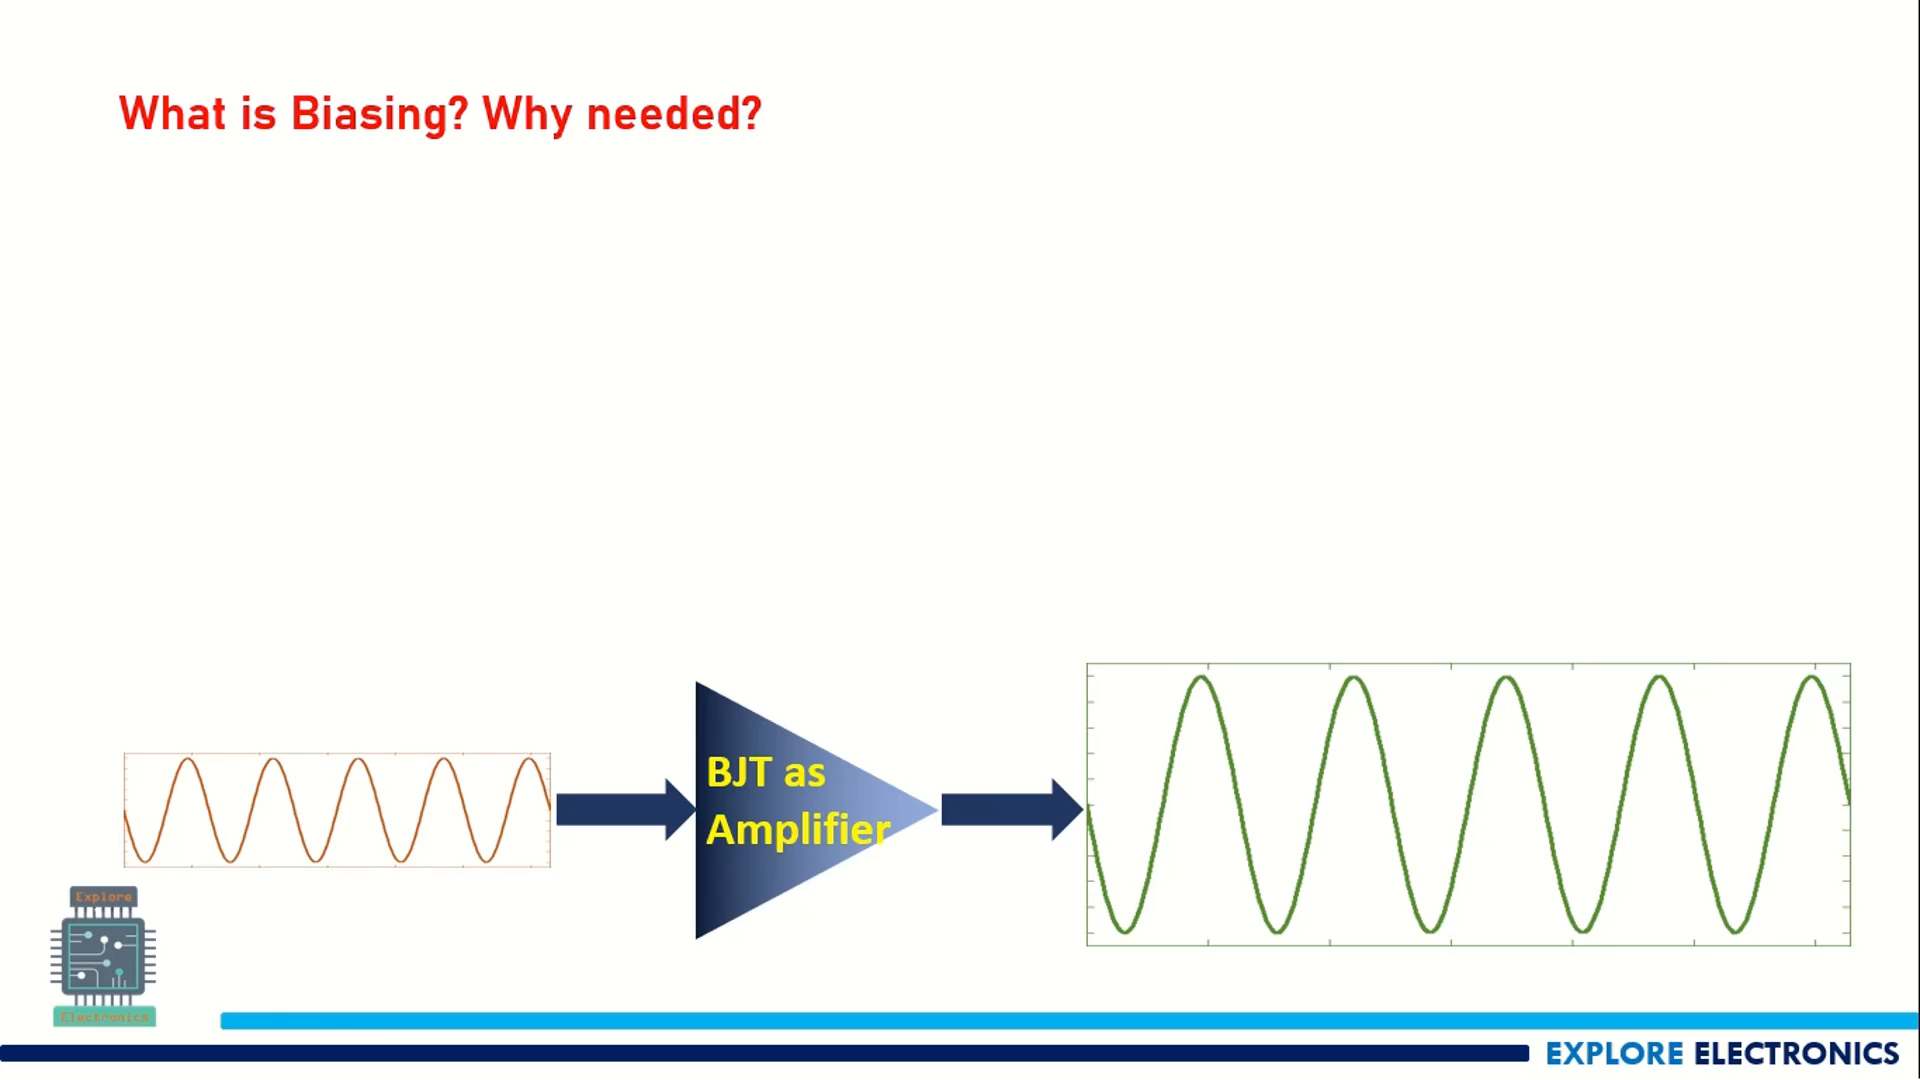 What is Biasing? Why needed?
BJT as
Amplifier
Explore
Electronics
EXPLORE ELECTRONICS